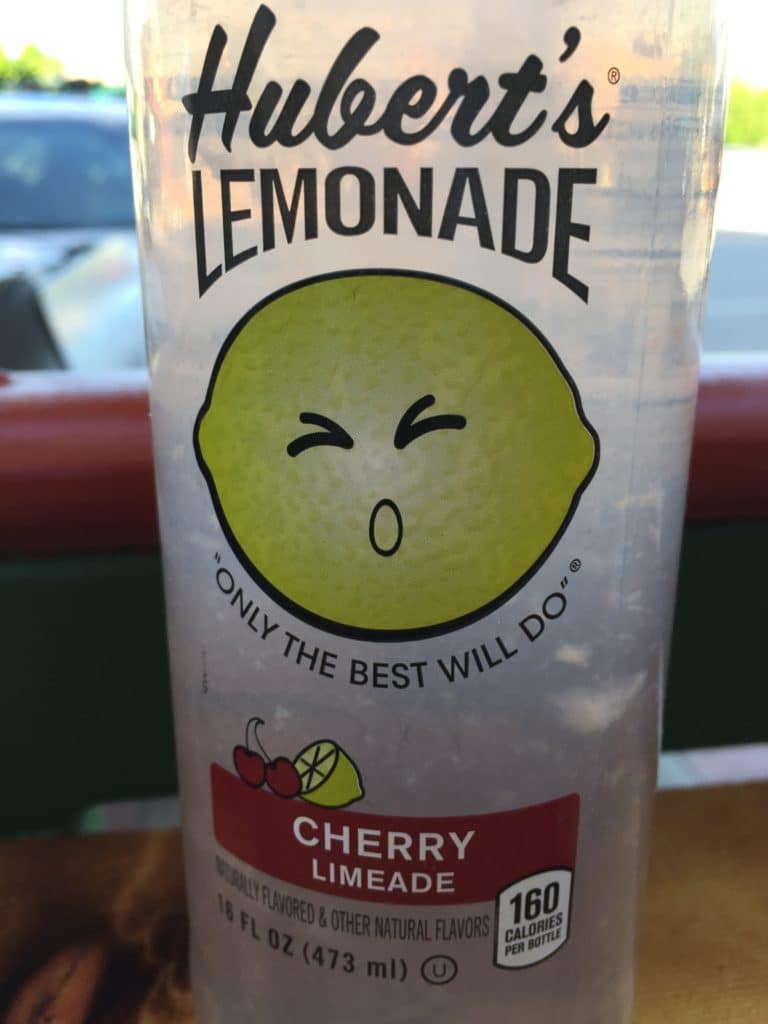 Hubert's®
LEMONADE
"ONLY THE BEST WILL DO"®
CHERRY
LIMEADE
NATURALLY FLAVORED & OTHER NATURAL FLAVORS
16 FL OZ (473 ml) U
160
CALORIES
PER BOTTLE